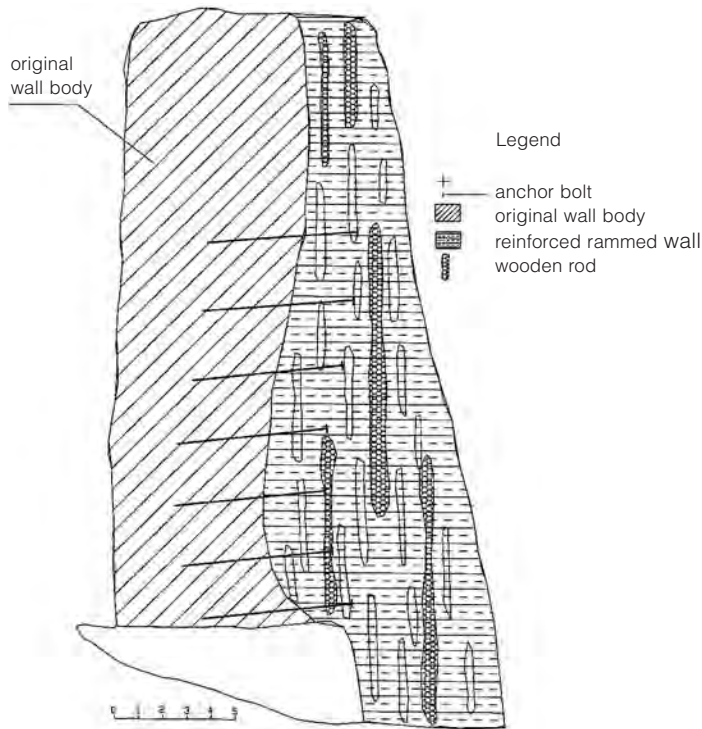 original
wall body
Legend
anchor bolt
original wall body
reinforced rammed wall
wooden rod
0 1 2 3 4 5